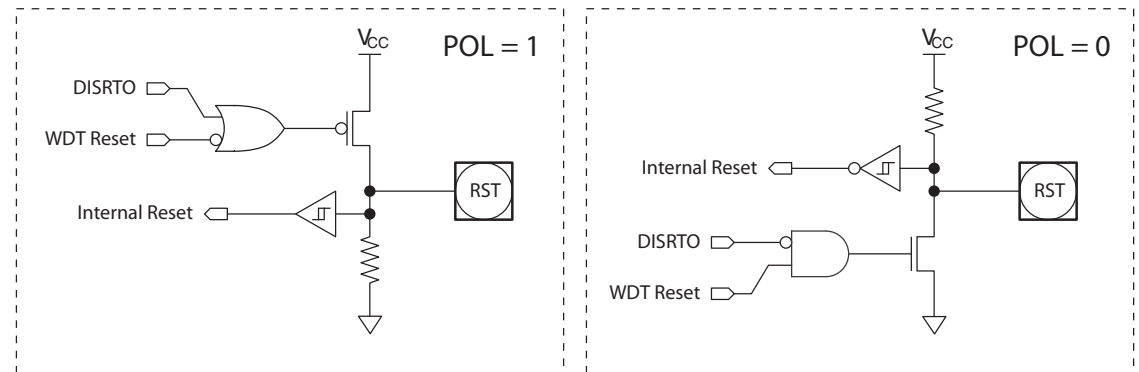 POL = 1
VCC
DISRTO
WDT Reset
RST
Internal Reset
POL = 0
VCC
Internal Reset
RST
DISRTO
WDT Reset